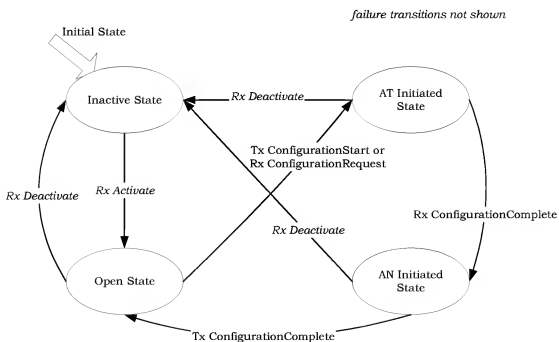 failure transitions not shown
Initial State
Inactive State
Rx Deactivate
AT Initiated
State
Tx ConfigurationStart or
Rx ConfigurationRequest
Rx Deactivate
Rx Activate
Rx ConfigurationComplete
Rx Deactivate
Open State
AN Initiated
State
Tx ConfigurationComplete